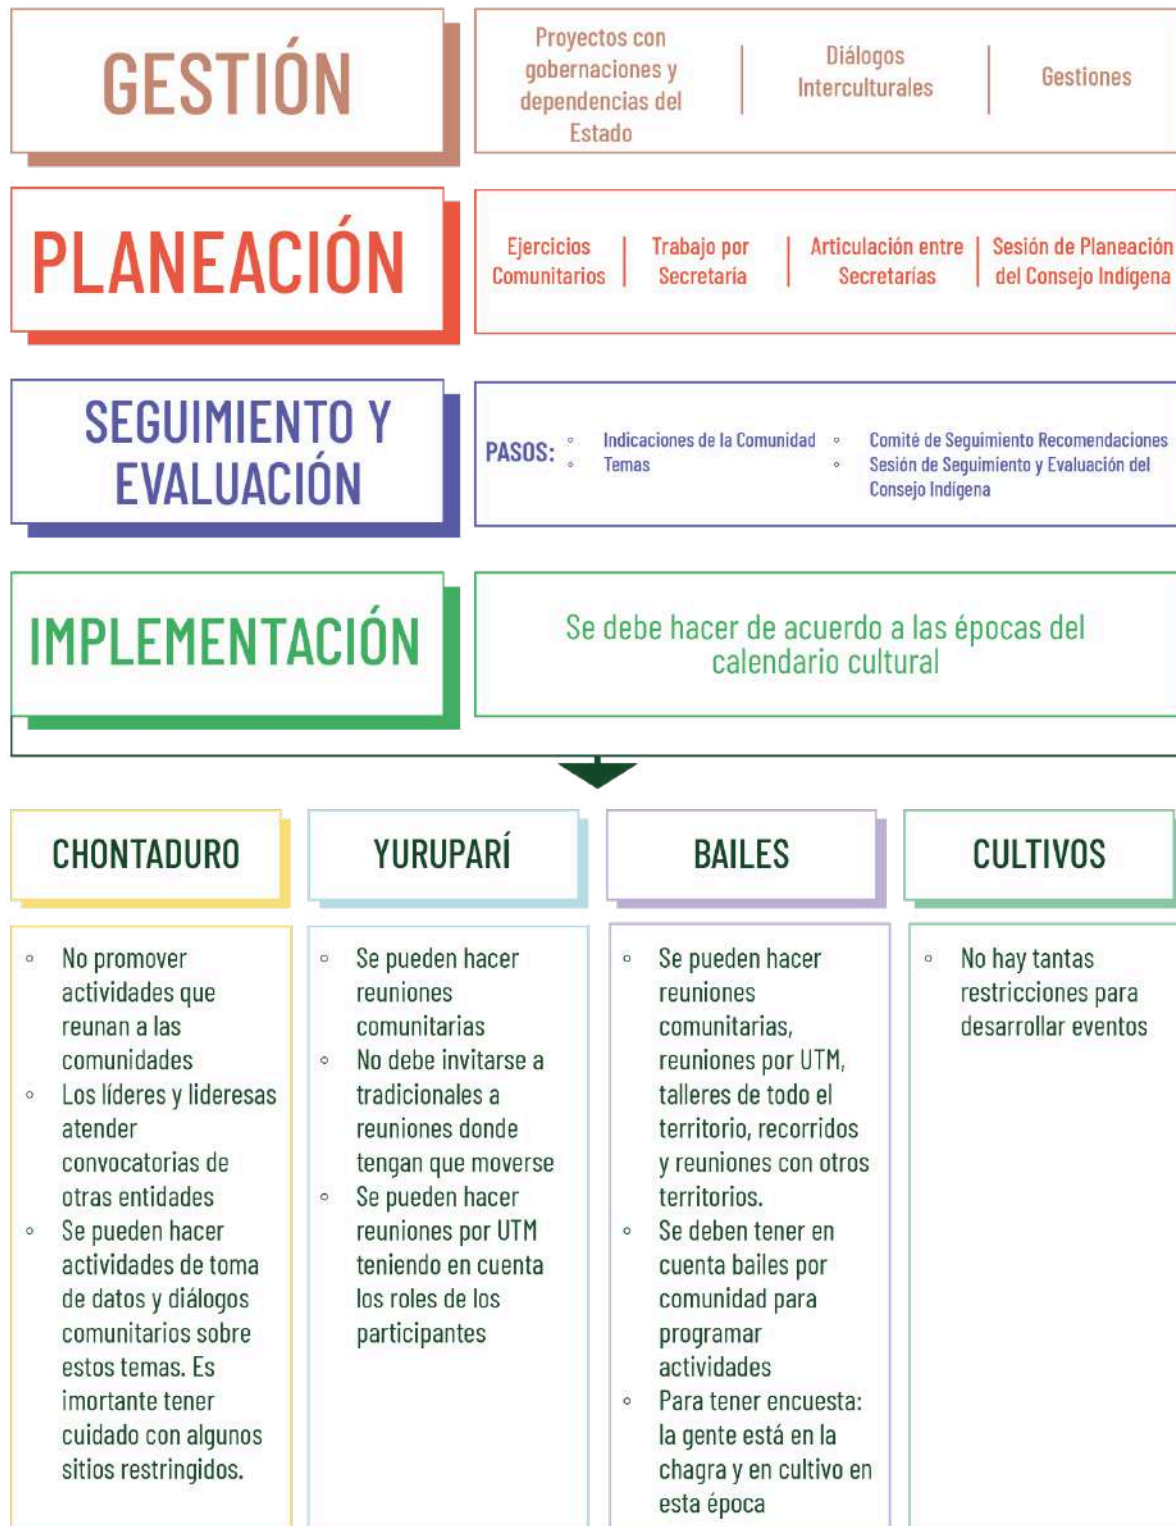 GESTIÓN
Proyectos con
gobernaciones y
dependencias del
Estado
Diálogos
Interculturales
Gestiones
PLANEACIÓN
Ejercicios
Comunitarios
Trabajo por
Secretaría
Articulación entre
Secretarías
Sesión de Planeación
del Consejo Indígena
SEGUIMIENTO Y
EVALUACIÓN
PASOS:
◦ Indicaciones de la Comunidad
◦ Temas
◦ Comité de Seguimiento Recomendaciones
◦ Sesión de Seguimiento y Evaluación del
Consejo Indígena
IMPLEMENTACIÓN
Se debe hacer de acuerdo a las épocas del
calendario cultural
CHONTADURO
◦ No promover
actividades que
reunan a las
comunidades
◦ Los líderes y lideresas
atender
convocatorias de
otras entidades
◦ Se pueden hacer
actividades de toma
de datos y diálogos
comunitarios sobre
estos temas. Es
imortante tener
cuidado con algunos
sitios restringidos.
YURUPARÍ
◦ Se pueden hacer
reuniones
comunitarias
◦ No debe invitarse a
tradicionales a
reuniones donde
tengan que moverse
◦ Se pueden hacer
reuniones por UTM
teniendo en cuenta
los roles de los
participantes
BAILES
◦ Se pueden hacer
reuniones
comunitarias,
reuniones por UTM,
talleres de todo el
territorio, recorridos
y reuniones con otros
territorios.
◦ Se deben tener en
cuenta bailes por
comunidad para
programar
actividades
◦ Para tener encuesta:
la gente está en la
chagra y en cultivo en
esta época
CULTIVOS
◦ No hay tantas
restricciones para
desarrollar eventos